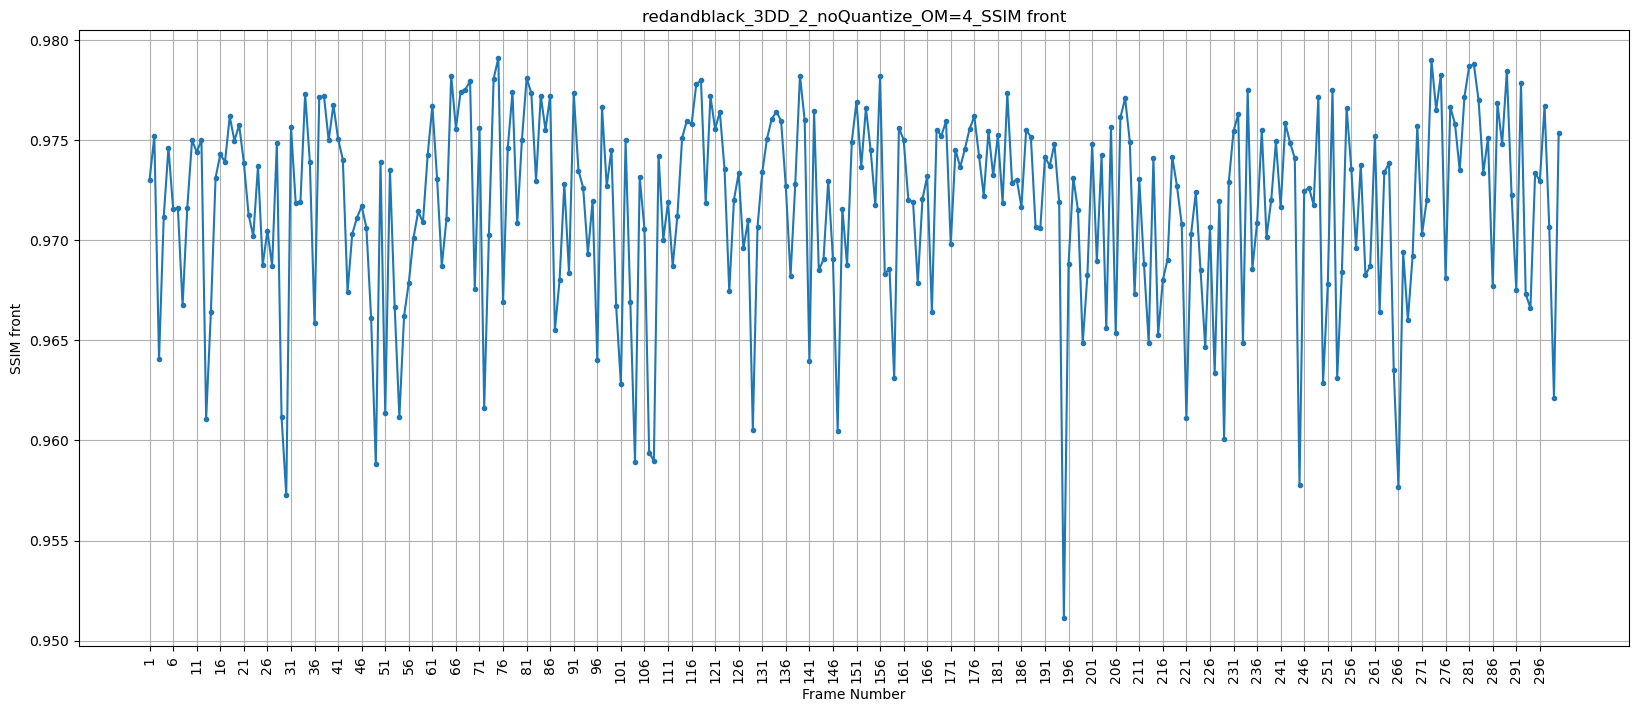 redandblack_3DD_2_noQuantize_OM=4_SSIM front
SSIM front
0.980
0.975
0.970
0.965
0.960
0.955
0.950
1 6 11 16 21 26 31 36 41 46 51 56 61 66 71 76 81 86 91 96 101 106 111 116 121 126 131 136 141 146 151 156 161 166 171 176 181 186 191 196 201 206 211 216 221 226 231 236 241 246 251 256 261 266 271 276 281 286 291 296
Frame Number